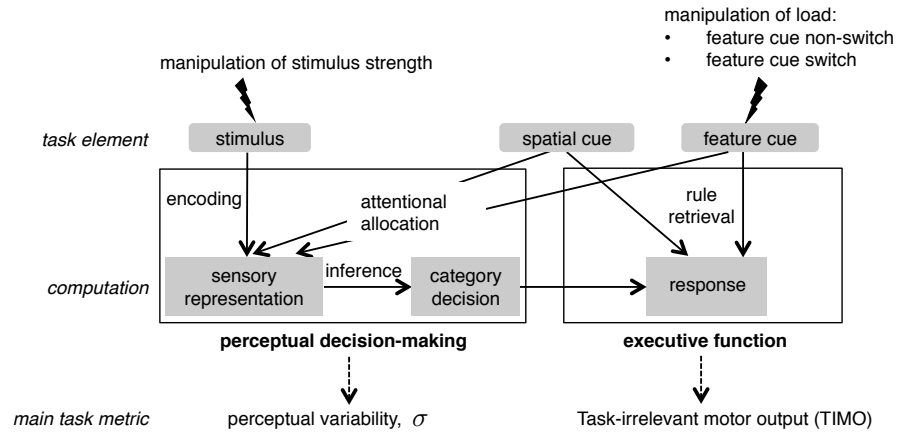 manipulation of load:
• feature cue non-switch
• feature cue switch
manipulation of stimulus strength
task element
stimulus
spatial cue
feature cue
encoding
attentional
allocation
rule
retrieval
computation
sensory
representation
inference
category
decision
response
perceptual decision-making
executive function
main task metric
perceptual variability, σ
Task-irrelevant motor output (TIMO)